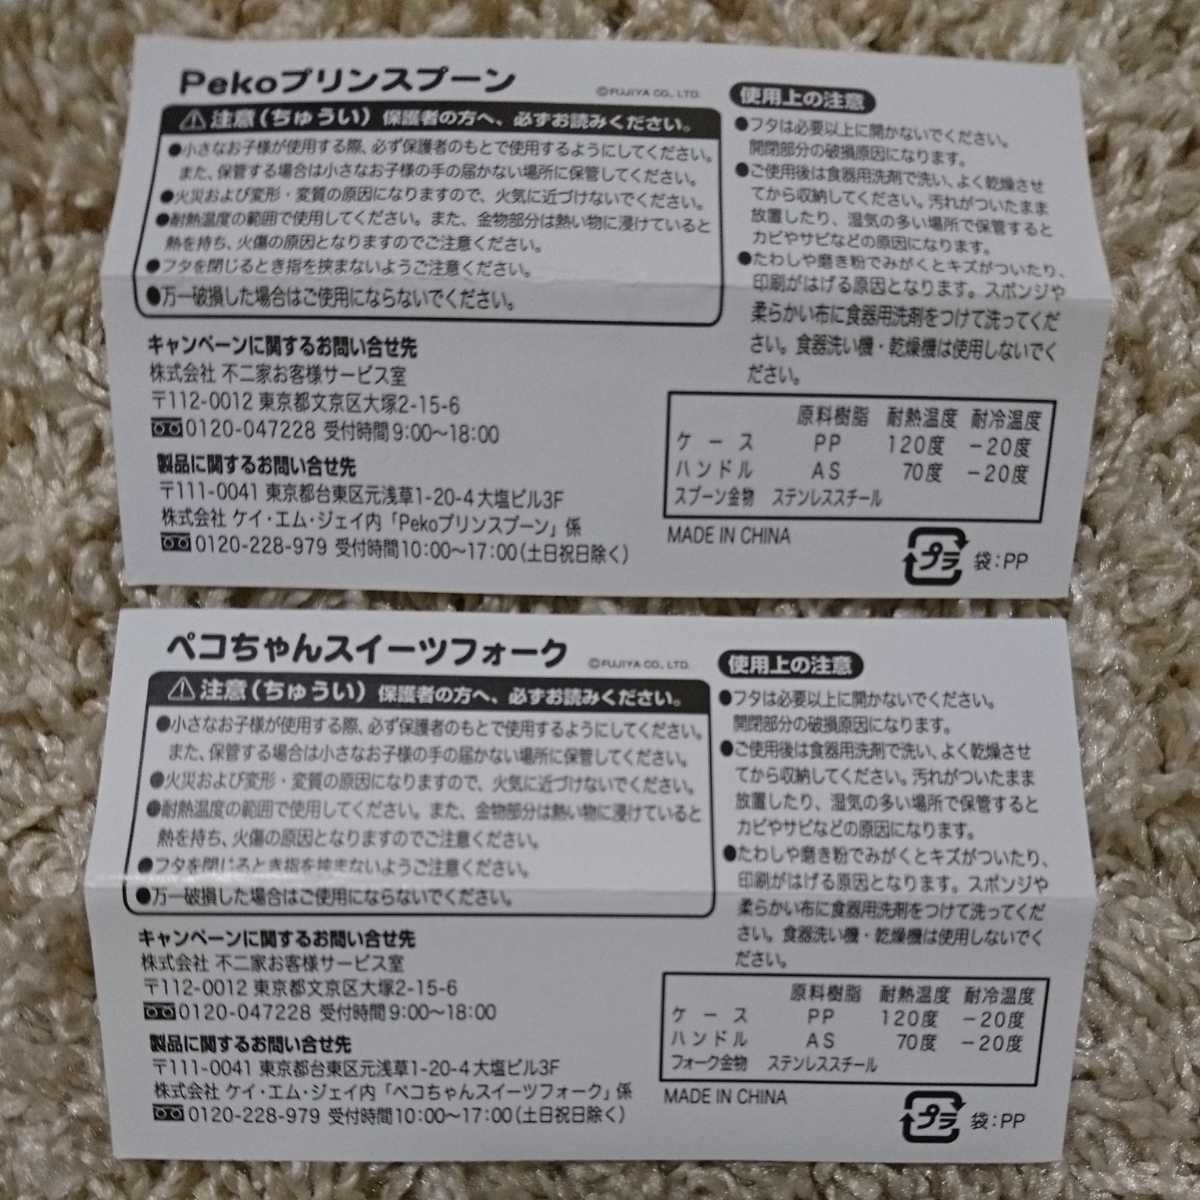 Pekoプリンスプーン
©FUJIYA CO., LTD.
⚠注意(ちゅうい) 保護者の方へ、必ずお読みください。
●小さなお子様が使用する際、必ず保護者のもとで使用するようにしてください。
また、保管する場合は小さなお子様の手の届かない場所に保管してください。
●火災および変形・変質の原因になりますので、火気に近づけないでください。
●耐熱温度の範囲で使用してください。また、金物部分は熱い物に浸けていると
熱を持ち、火傷の原因となりますのでご注意ください。
●フタを閉じるとき指を挟まないようご注意ください。
●万一破損した場合はご使用にならないでください。
キャンペーンに関するお問い合せ先
株式会社 不二家お客様サービス室
〒112-0012 東京都文京区大塚2-15-6
0120-047228 受付時間9:00〜18:00
製品に関するお問い合せ先
〒111-0041 東京都台東区元浅草1-20-4 大塩ビル3F
株式会社 ケイ・エム・ジェイ内「Pekoプリンスプーン」係
0120-228-979 受付時間10:00〜17:00(土日祝日除く)
使用上の注意
●フタは必要以上に開かないでください。
開閉部分の破損原因になります。
●ご使用後は食器用洗剤で洗い、よく乾燥させ
てから収納してください。汚れがついたまま
放置したり、湿気の多い場所で保管すると
カビやサビなどの原因になります。
●たわしや磨き粉でみがくとキズがついたり、
印刷がはげる原因となります。スポンジや
柔らかい布に食器用洗剤をつけて洗ってくだ
さい。食器洗い機・乾燥機は使用しないでく
ださい。
原料樹脂 耐熱温度 耐冷温度
ケース PP 120度 −20度
ハンドル AS 70度 −20度
スプーン金物 ステンレススチール
MADE IN CHINA
プラ 袋:PP
ペコちゃんスイーツフォーク
©FUJIYA CO., LTD.
⚠注意(ちゅうい) 保護者の方へ、必ずお読みください。
●小さなお子様が使用する際、必ず保護者のもとで使用するようにしてください。
また、保管する場合は小さなお子様の手の届かない場所に保管してください。
●火災および変形・変質の原因になりますので、火気に近づけないでください。
●耐熱温度の範囲で使用してください。また、金物部分は熱い物に浸けていると
熱を持ち、火傷の原因となりますのでご注意ください。
●フタを閉じるとき指を挟まないようご注意ください。
●万一破損した場合はご使用にならないでください。
キャンペーンに関するお問い合せ先
株式会社 不二家お客様サービス室
〒112-0012 東京都文京区大塚2-15-6
0120-047228 受付時間9:00〜18:00
製品に関するお問い合せ先
〒111-0041 東京都台東区元浅草1-20-4 大塩ビル3F
株式会社 ケイ・エム・ジェイ内「ペコちゃんスイーツフォーク」係
0120-228-979 受付時間10:00〜17:00(土日祝日除く)
使用上の注意
●フタは必要以上に開かないでください。
開閉部分の破損原因になります。
●ご使用後は食器用洗剤で洗い、よく乾燥させ
てから収納してください。汚れがついたまま
放置したり、湿気の多い場所で保管すると
カビやサビなどの原因になります。
●たわしや磨き粉でみがくとキズがついたり、
印刷がはげる原因となります。スポンジや
柔らかい布に食器用洗剤をつけて洗ってくだ
さい。食器洗い機・乾燥機は使用しないでく
ださい。
原料樹脂 耐熱温度 耐冷温度
ケース PP 120度 −20度
ハンドル AS 70度 −20度
フォーク金物 ステンレススチール
MADE IN CHINA
プラ 袋:PP